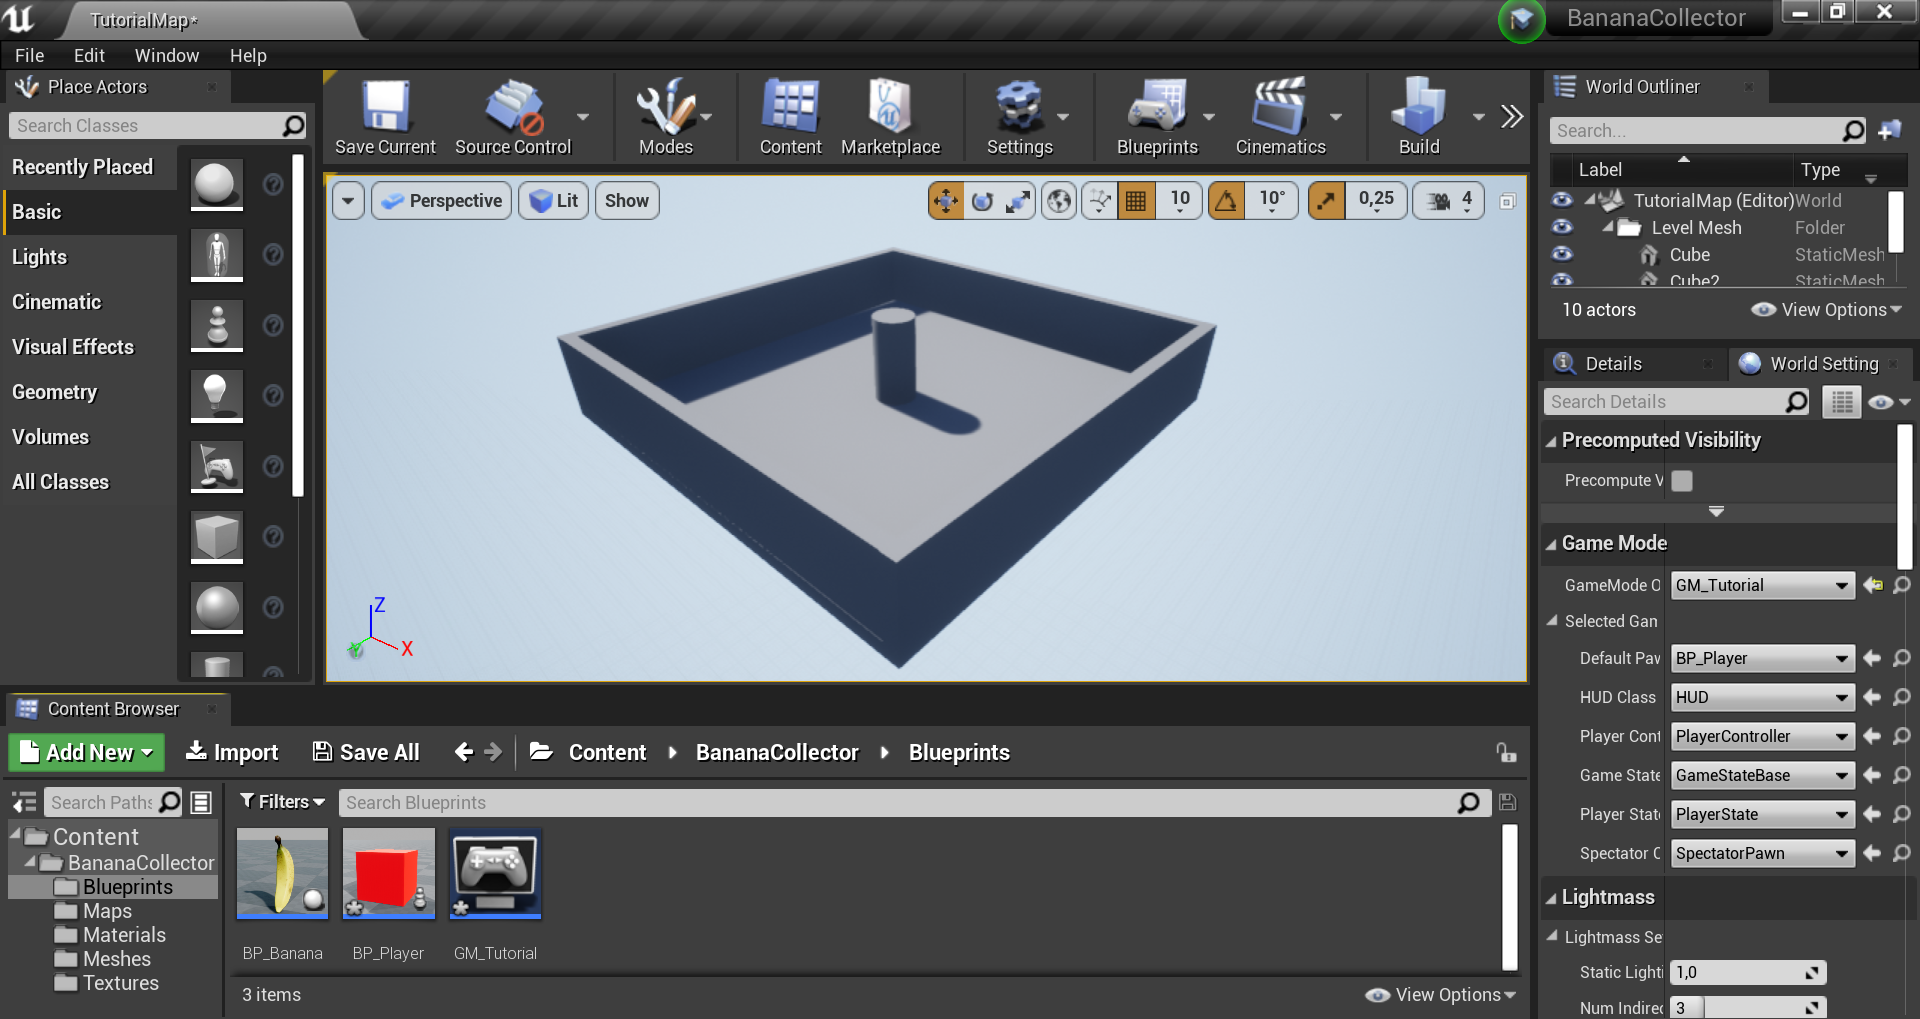 TutorialMap*
BananaCollector
File Edit Window Help
Place Actors
Search Classes
Recently Placed
Basic
Lights
Cinematic
Visual Effects
Geometry
Volumes
All Classes
Save Current Source Control Modes Content Marketplace Settings Blueprints Cinematics Build
Perspective Lit Show 10 10° 0,25 4
Z
X
Y
World Outliner
Search...
Label Type
TutorialMap (Editor) World
Level Mesh Folder
Cube StaticMesh
Cube2 StaticMesh
10 actors View Options
Details World Setting
Search Details
Precomputed Visibility
Precompute V
Game Mode
GameMode O GM_Tutorial
Selected Gam
Default Paw BP_Player
HUD Class HUD
Player Cont PlayerController
Game State GameStateBase
Player State PlayerState
Spectator C SpectatorPawn
Lightmass
Lightmass Se
Static Lighti 1,0
Num Indirec 3
Content Browser
Add New Import Save All Content BananaCollector Blueprints
Search Paths
Filters Search Blueprints
Content
BananaCollector
Blueprints
Maps
Materials
Meshes
Textures
BP_Banana BP_Player GM_Tutorial
3 items View Options